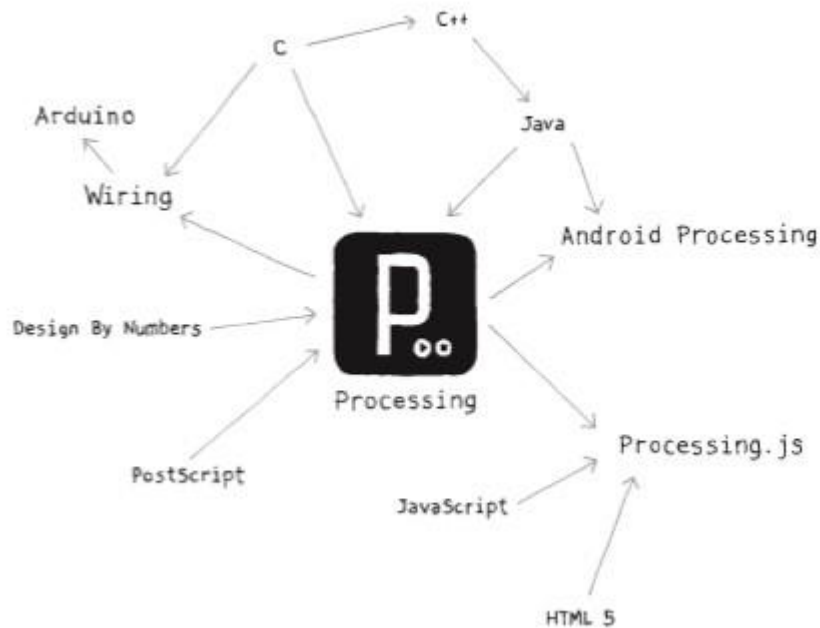 C++
C
Arduino
Java
Wiring
Android Processing
P
Design By Numbers
Processing
Processing.js
PostScript
JavaScript
HTML 5